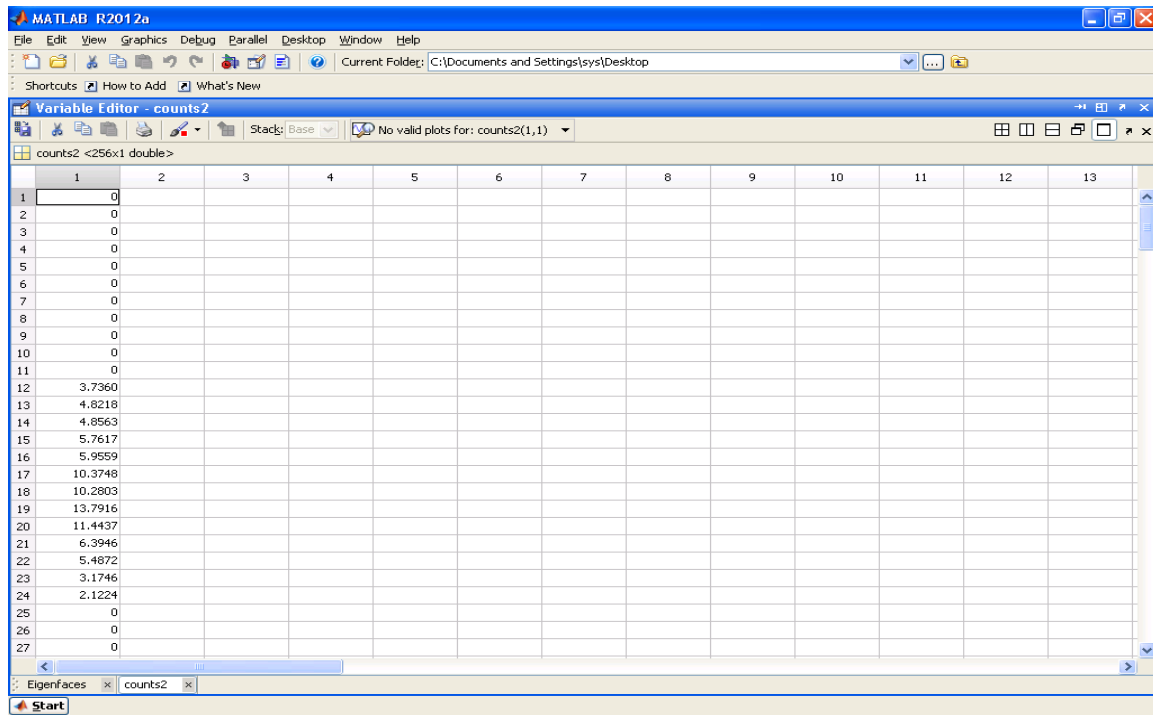 MATLAB R2012a
File Edit View Graphics Debug Parallel Desktop Window Help
Current Folder: C:\Documents and Settings\sys\Desktop
Shortcuts How to Add What's New
Variable Editor - counts2
Stack: Base No valid plots for: counts2(1,1)
counts2 <256x1 double>
1 2 3 4 5 6 7 8 9 10 11 12 13
1 0
2 0
3 0
4 0
5 0
6 0
7 0
8 0
9 0
10 0
11 0
12 3.7360
13 4.8218
14 4.8563
15 5.7617
16 5.9559
17 10.3748
18 10.2803
19 13.7916
20 11.4437
21 6.3946
22 5.4872
23 3.1746
24 2.1224
25 0
26 0
27 0
Eigenfaces counts2
Start